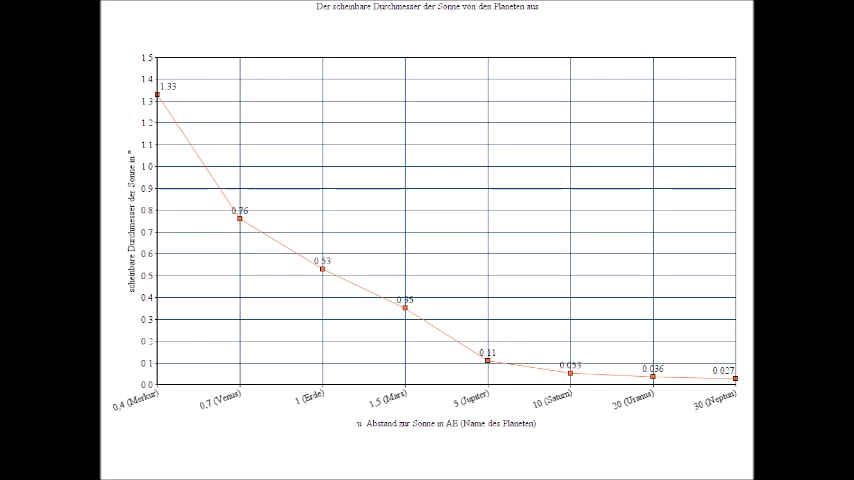 Der scheinbare Durchmesser der Sonne von den Planeten aus
scheinbare Durchmesser der Sonne in °
1.5
1.4
1.3
1.2
1.1
1.0
0.9
0.8
0.7
0.6
0.5
0.4
0.3
0.2
0.1
0.0
1.33
0.76
0.53
0.35
0.11
0.053
0.036
0.027
0,4 (Merkur)
0,7 (Venus)
1 (Erde)
1,5 (Mars)
5 (Jupiter)
10 (Saturn)
20 (Uranus)
30 (Neptun)
u Abstand zur Sonne in AE (Name des Planeten)